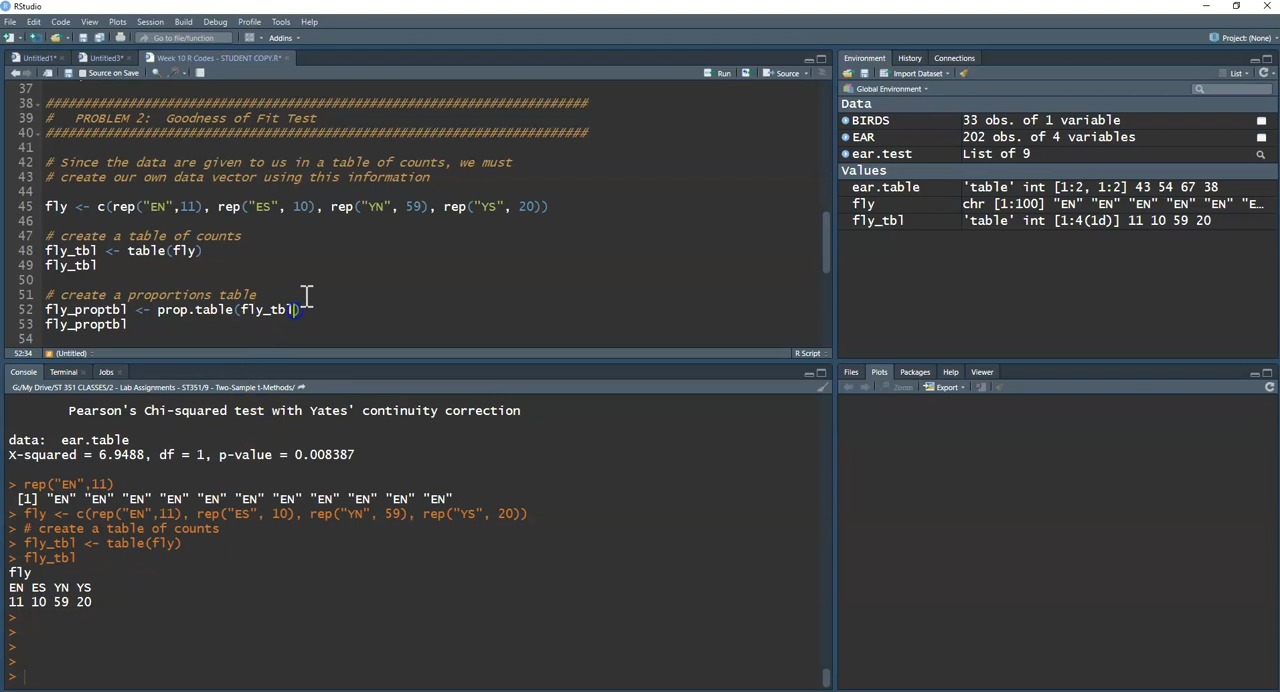 RStudio
File Edit Code View Plots Session Build Debug Profile Tools Help
Go to file/function Addins Project: (None)
Untitled1* Untitled3* Week 10 R Codes - STUDENT COPY.R*
Source on Save Run Source
37
38 #########################################################################
39 # PROBLEM 2: Goodness of Fit Test
40 #########################################################################
41
42 # Since the data are given to us in a table of counts, we must
43 # create our own data vector using this information
44
45 fly <- c(rep("EN",11), rep("ES", 10), rep("YN", 59), rep("YS", 20))
46
47 # create a table of counts
48 fly_tbl <- table(fly)
49 fly_tbl
50
51 # create a proportions table
52 fly_proptbl <- prop.table(fly_tbl)
53 fly_proptbl
54
52:34 (Untitled) R Script
Console Terminal Jobs
G:/My Drive/ST 351 CLASSES/2 - Lab Assignments - ST351/9 - Two-Sample t-Methods/
Pearson's Chi-squared test with Yates' continuity correction
data: ear.table
X-squared = 6.9488, df = 1, p-value = 0.008387
> rep("EN",11)
[1] "EN" "EN" "EN" "EN" "EN" "EN" "EN" "EN" "EN" "EN" "EN"
> fly <- c(rep("EN",11), rep("ES", 10), rep("YN", 59), rep("YS", 20))
> # create a table of counts
> fly_tbl <- table(fly)
> fly_tbl
fly
EN ES YN YS
11 10 59 20
>
>
>
>
>
Environment History Connections
Import Dataset List
Global Environment
Data
BIRDS 33 obs. of 1 variable
EAR 202 obs. of 4 variables
ear.test List of 9
Values
ear.table 'table' int [1:2, 1:2] 43 54 67 38
fly chr [1:100] "EN" "EN" "EN" "EN" "E...
fly_tbl 'table' int [1:4(1d)] 11 10 59 20
Files Plots Packages Help Viewer
Zoom Export